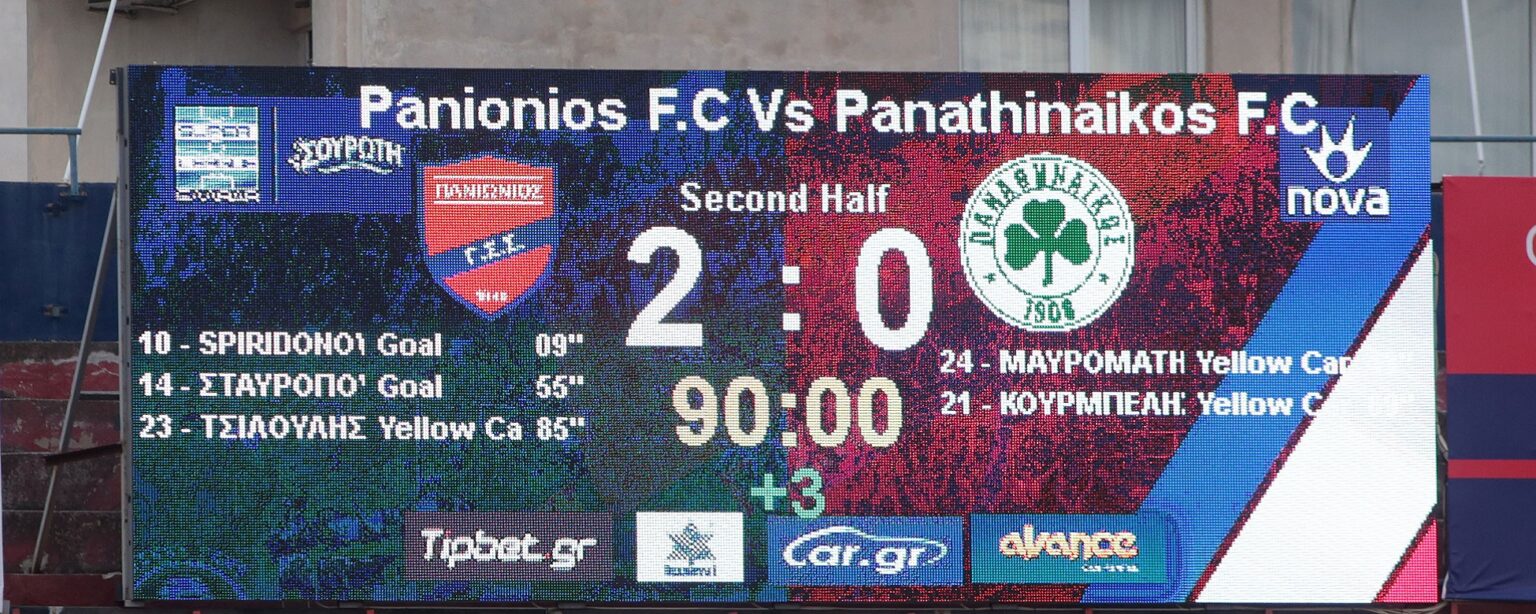 Panionios F.C Vs Panathinaikos F.C
SUPER
ΣΟΥΡΩΤΗ
nova
ΠΑΝΙΩΝΙΟΣ
Γ.Σ.Σ.
ΠΑΝΑΘΗΝΑΪΚΟΣ
1908
Second Half
2 : 0
10 - SPIRIDONO Goal 09"
14 - ΣΤΑΥΡΟΠΟ Goal 55"
23 - ΤΣΙΛΟΥΛΗΣ Yellow Ca 85"
24 - ΜΑΥΡΟΜΑΤΗ Yellow Car
21 - ΚΟΥΡΜΠΕΛΗ Yellow C
90:00
+3
Tipbet.gr
Car.gr
avance